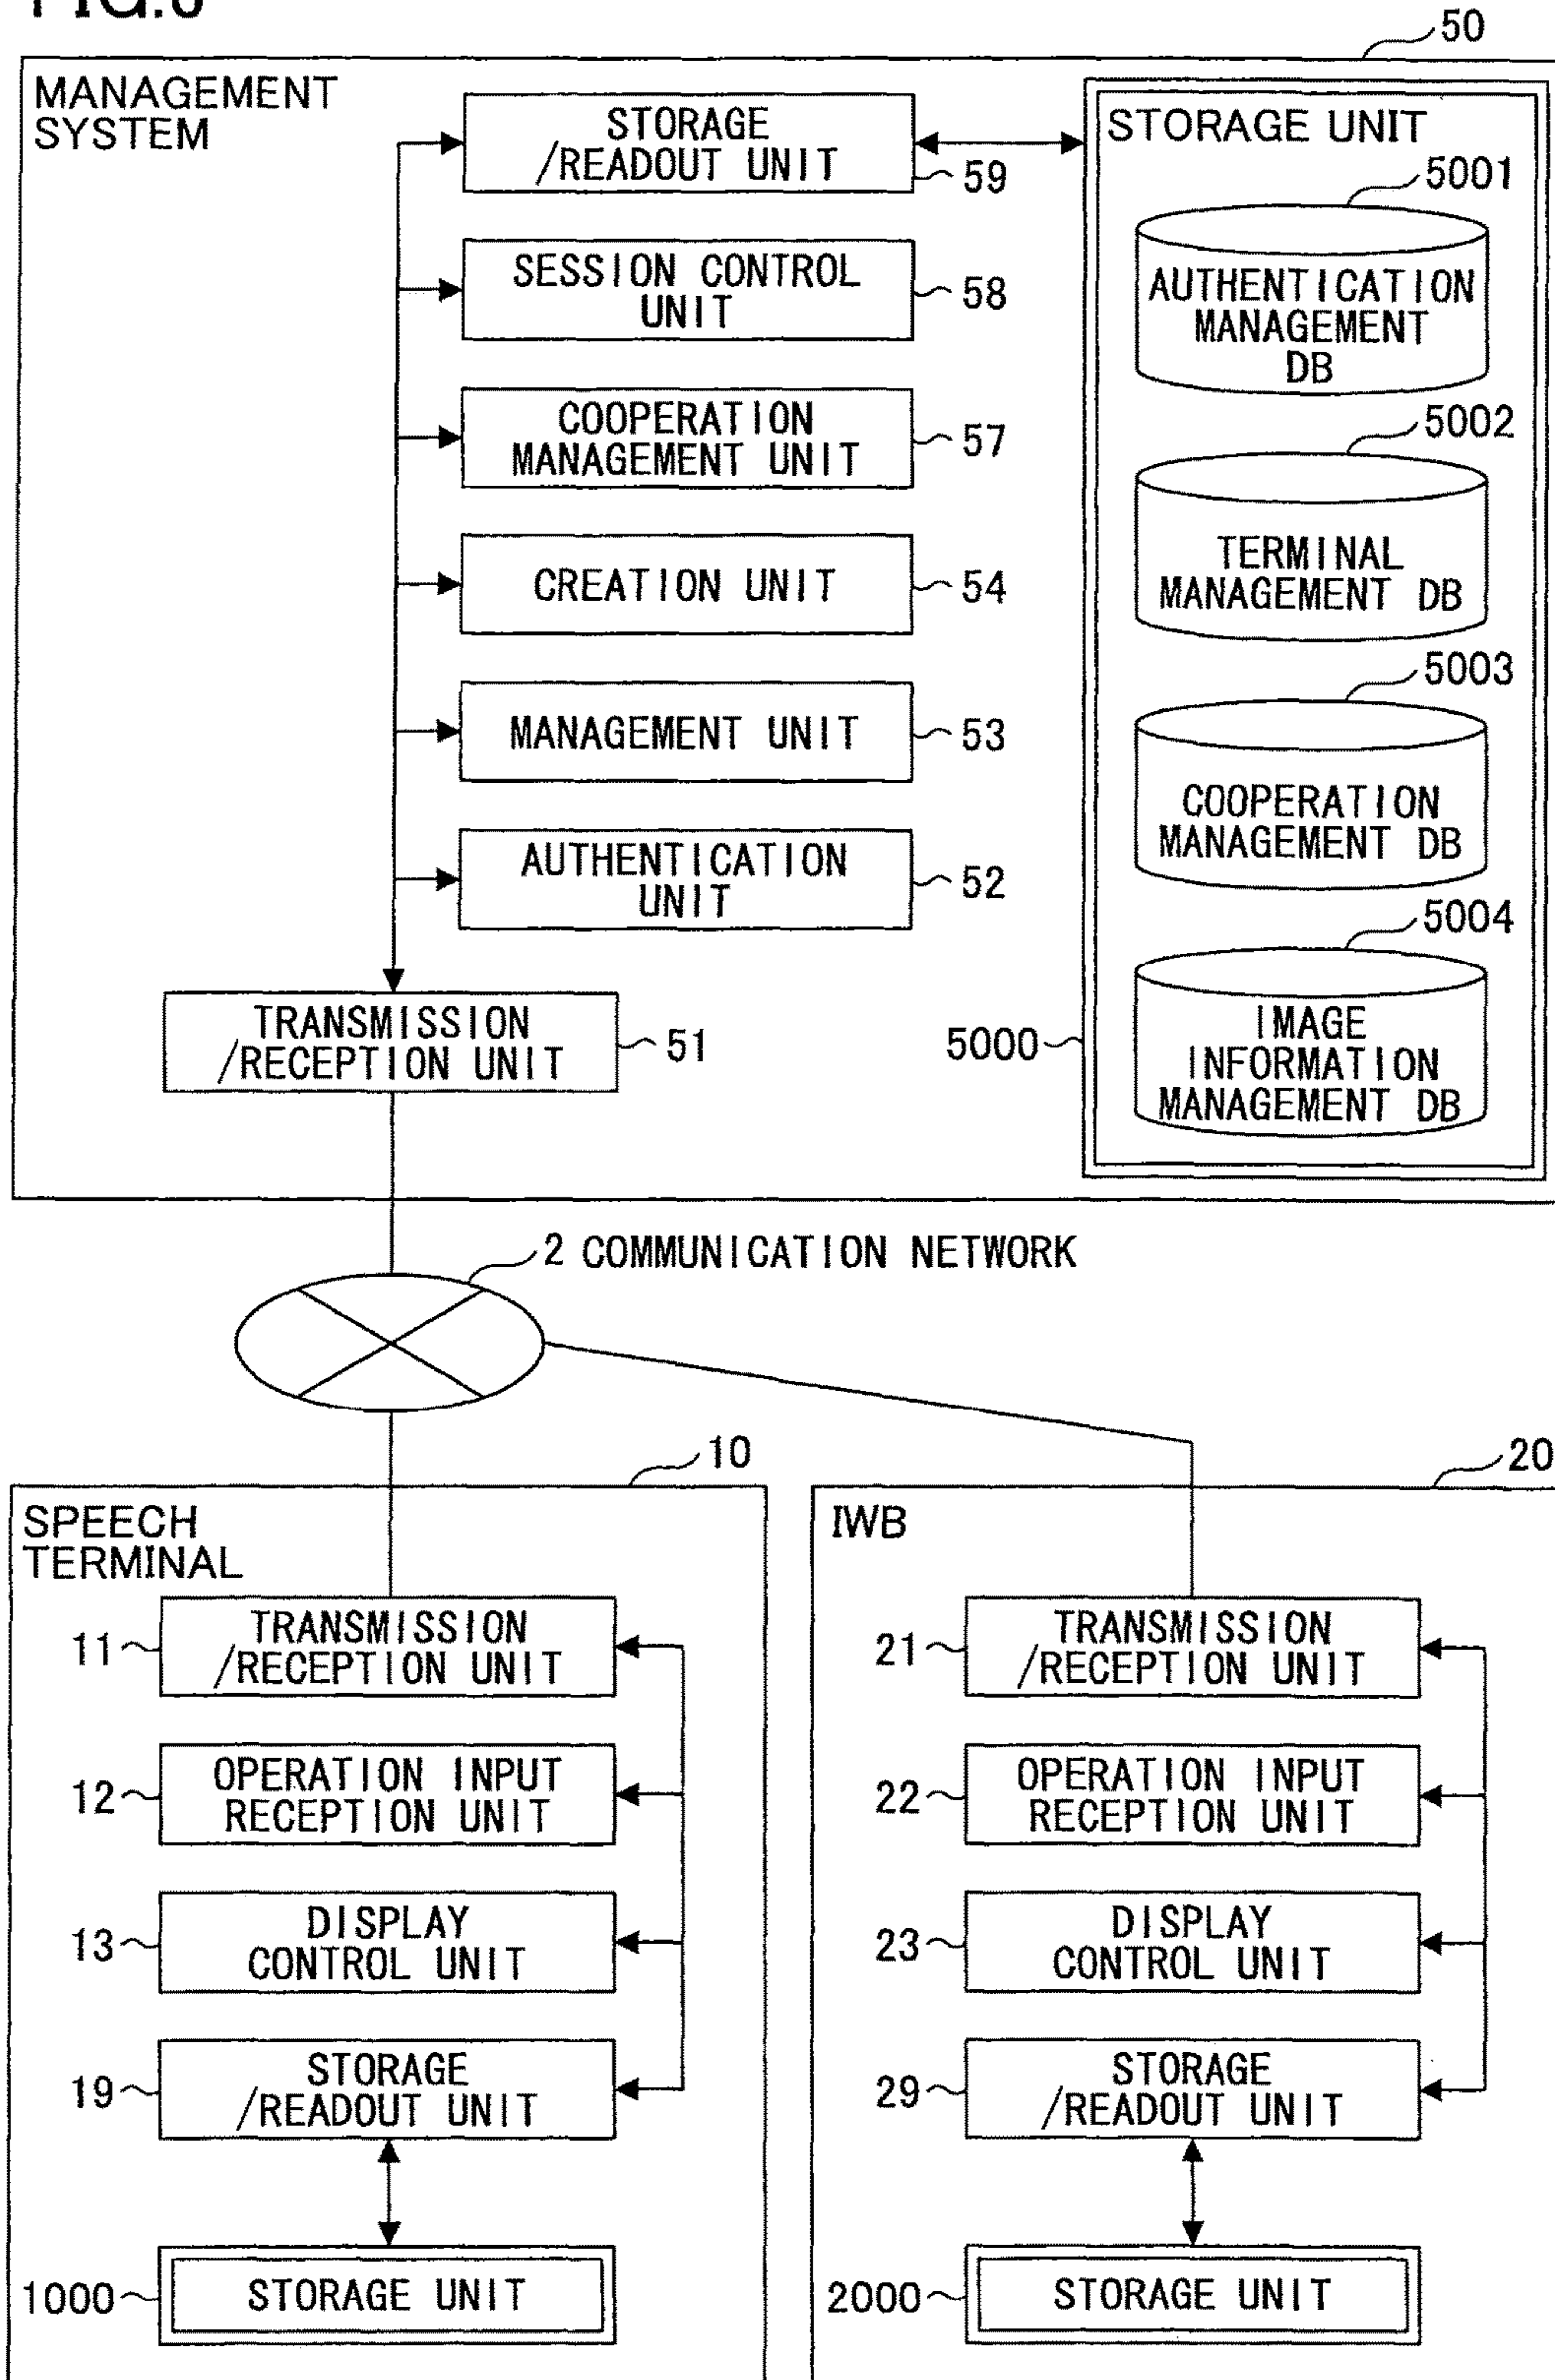 50
MANAGEMENT
SYSTEM
STORAGE
/READOUT UNIT
59
STORAGE UNIT
5001
AUTHENTICATION
MANAGEMENT
DB
SESSION CONTROL
UNIT
58
COOPERATION
MANAGEMENT UNIT
57
5002
TERMINAL
MANAGEMENT DB
CREATION UNIT
54
5003
COOPERATION
MANAGEMENT DB
MANAGEMENT UNIT
53
AUTHENTICATION
UNIT
52
5004
IMAGE
INFORMATION
MANAGEMENT DB
TRANSMISSION
/RECEPTION UNIT
51
5000
2 COMMUNICATION NETWORK
10
SPEECH
TERMINAL
11
TRANSMISSION
/RECEPTION UNIT
12
OPERATION INPUT
RECEPTION UNIT
13
DISPLAY
CONTROL UNIT
19
STORAGE
/READOUT UNIT
1000
STORAGE UNIT
20
IWB
21
TRANSMISSION
/RECEPTION UNIT
22
OPERATION INPUT
RECEPTION UNIT
23
DISPLAY
CONTROL UNIT
29
STORAGE
/READOUT UNIT
2000
STORAGE UNIT